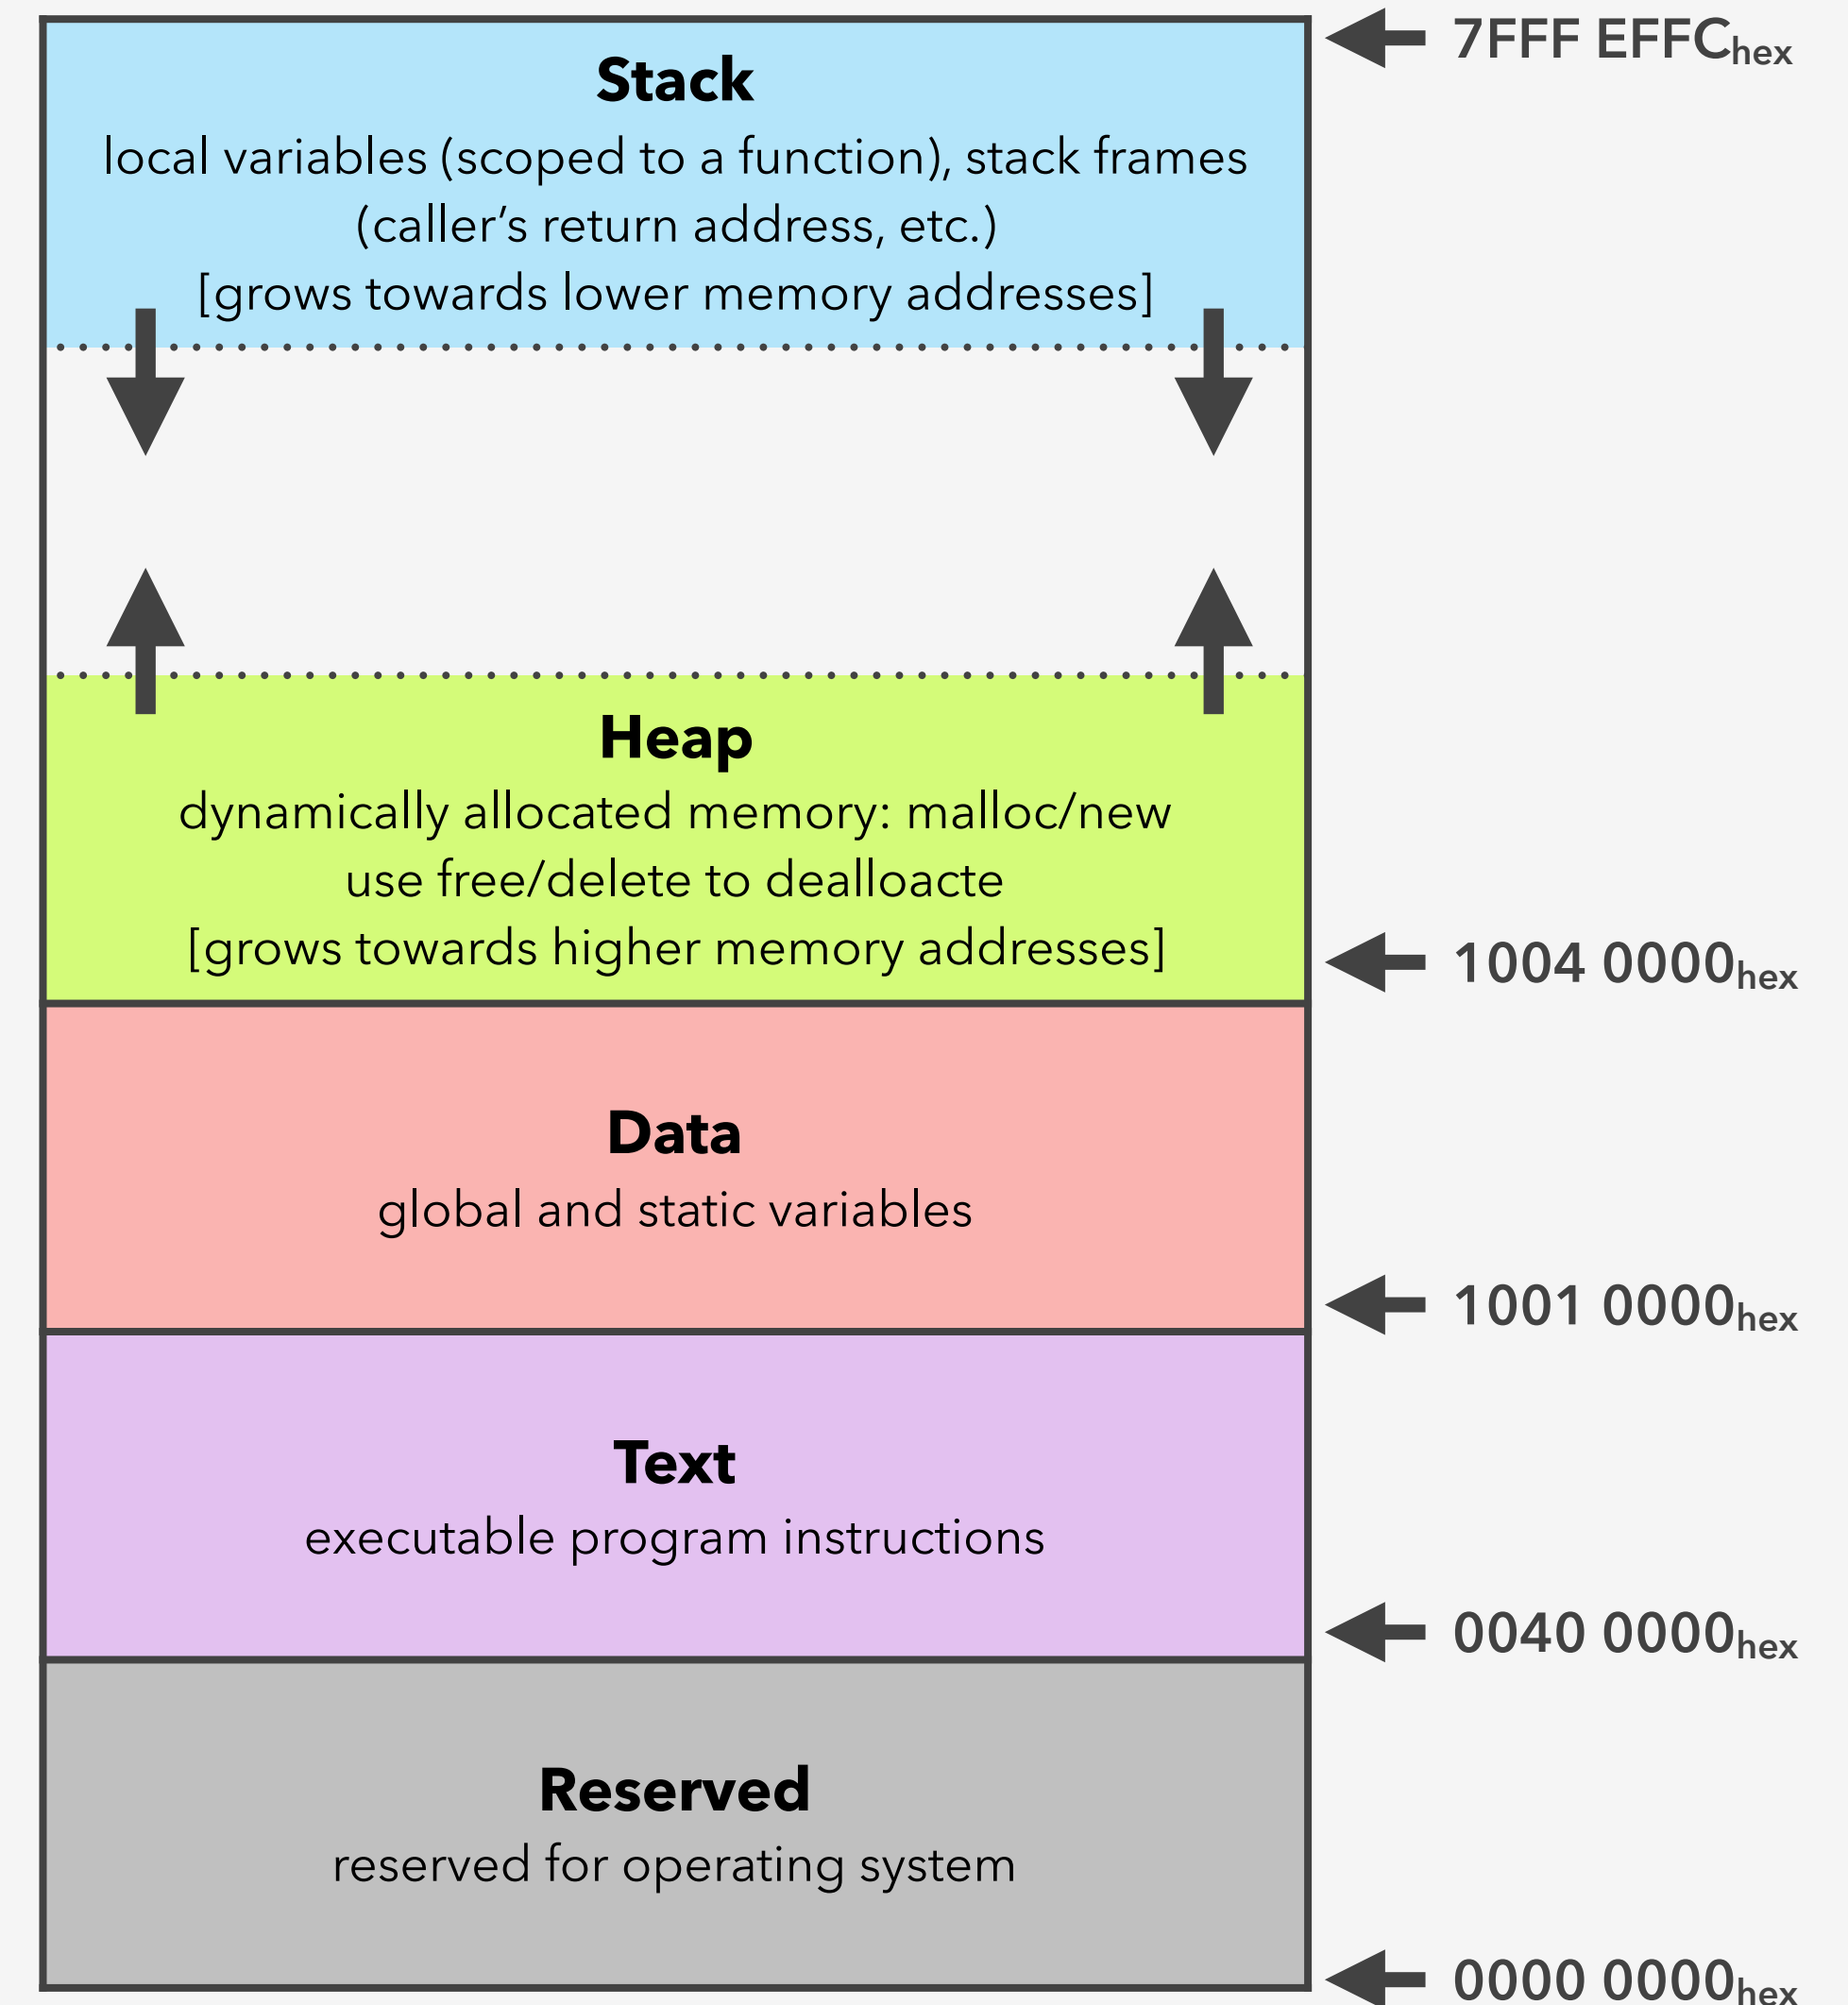 7FFF EFFChex
Stack
local variables (scoped to a function), stack frames
(caller’s return address, etc.)
[grows towards lower memory addresses]
Heap
dynamically allocated memory: malloc/new
use free/delete to dealloacte
[grows towards higher memory addresses]
1004 0000hex
Data
global and static variables
1001 0000hex
Text
executable program instructions
0040 0000hex
Reserved
reserved for operating system
0000 0000hex